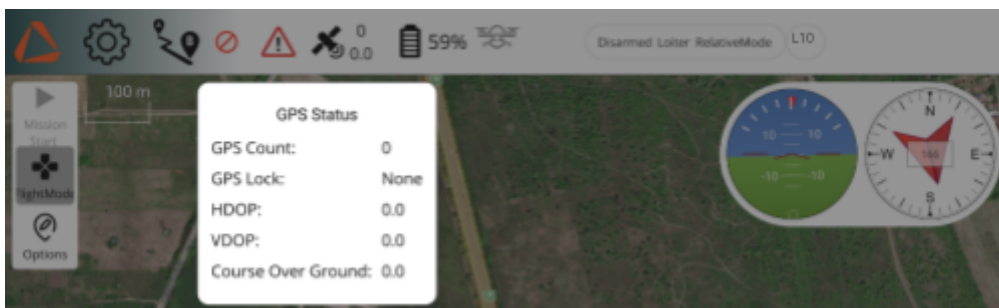 0
0.0
59%
Disarmed Loiter RelativeMode
L10
Mission
Start
100 m
FlightMode
Options
GPS Status
GPS Count: 0
GPS Lock: None
HDOP: 0.0
VDOP: 0.0
Course Over Ground: 0.0
10 10
-10 -10
N
W
E
S